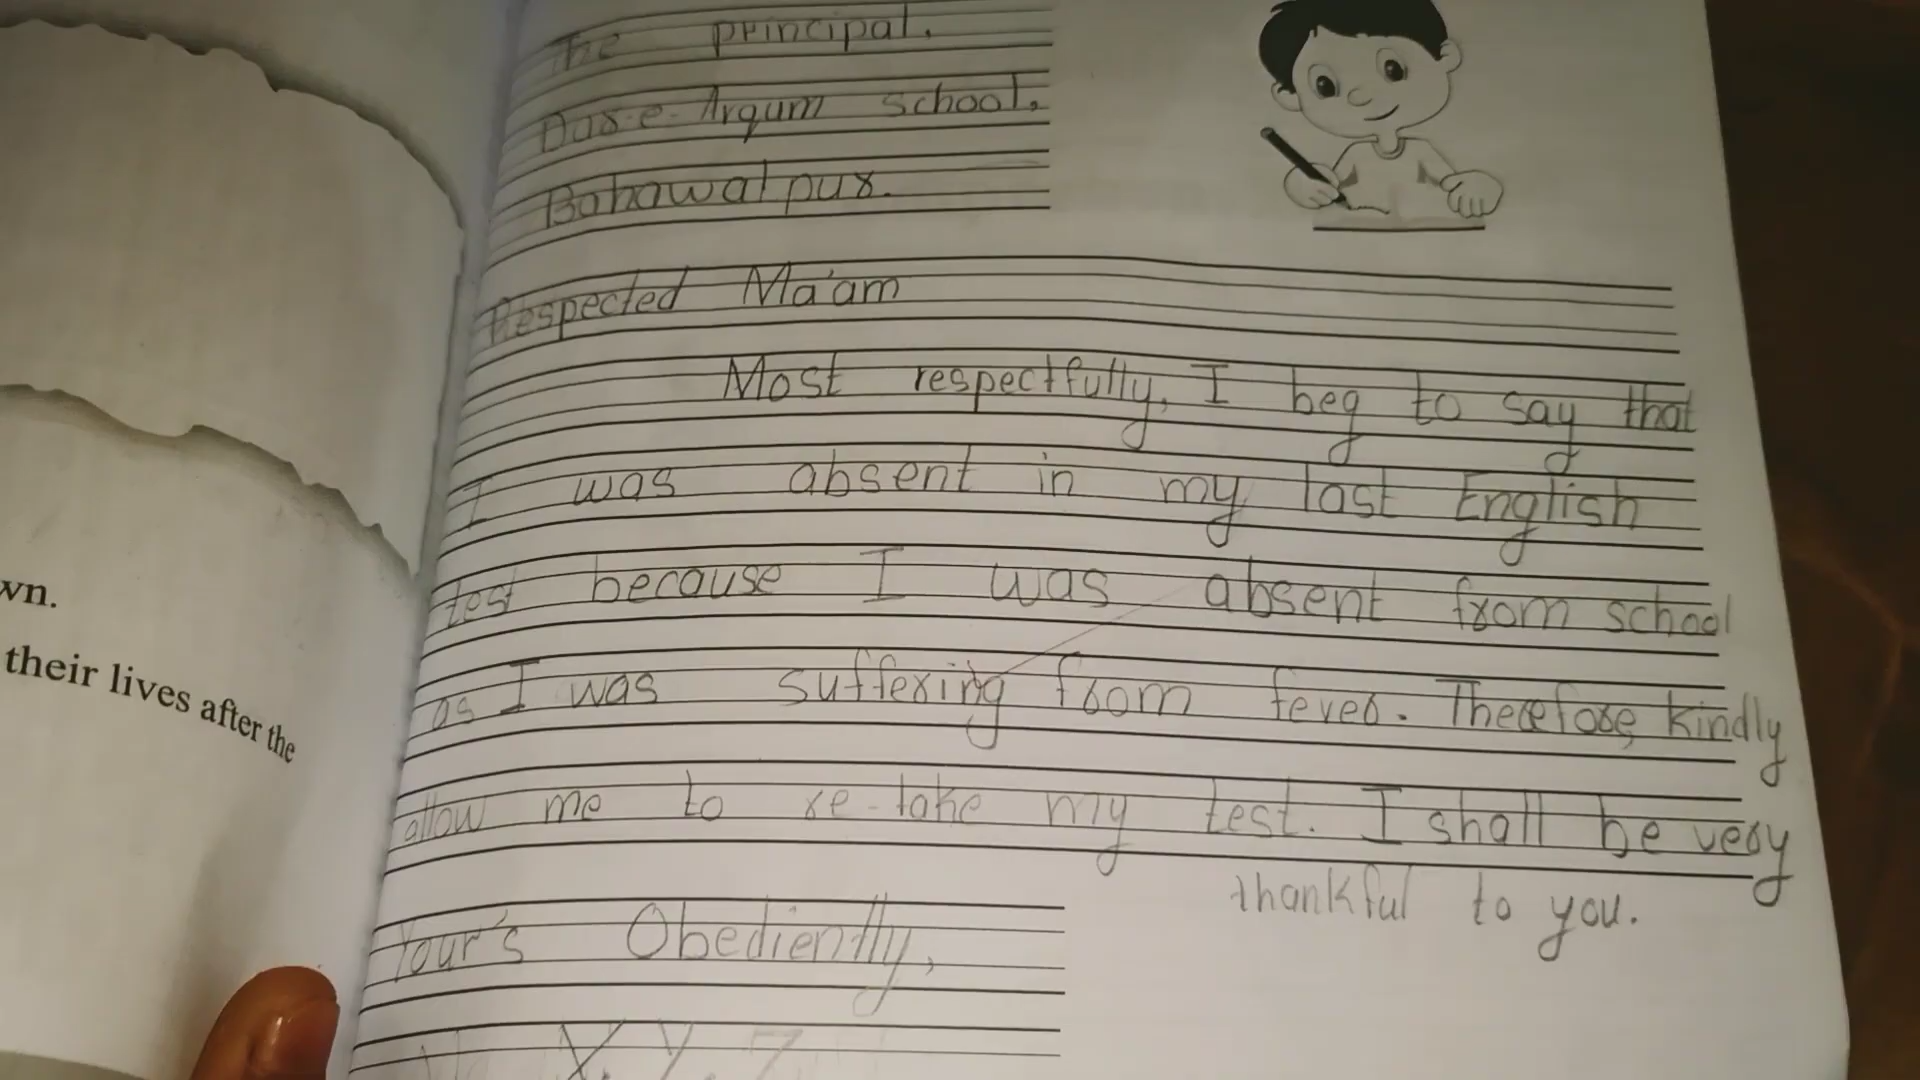 The principal.
Dar-e-Arqum school.
Bahawalpur.
Respected Ma'am
Most respectfully, I beg to say that
I was absent in my last English
test because I was absent from school
as I was suffering from fever. Therefore, kindly
allow me to re-take my test. I shall be very
thankful to you.
Your's Obediently,
X.Y.Z
wn.
their lives after the